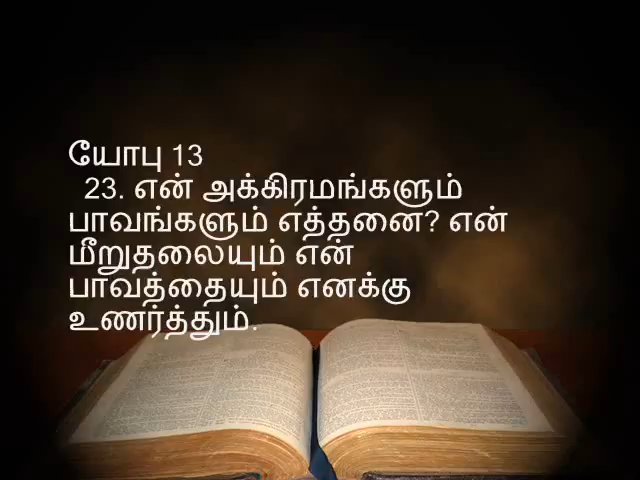 யோபு 13
23. என் அக்கிரமங்களும்
பாவங்களும் எத்தனை? என்
மீறுதலையும் என்
பாவத்தையும் எனக்கு
உணர்த்தும்.